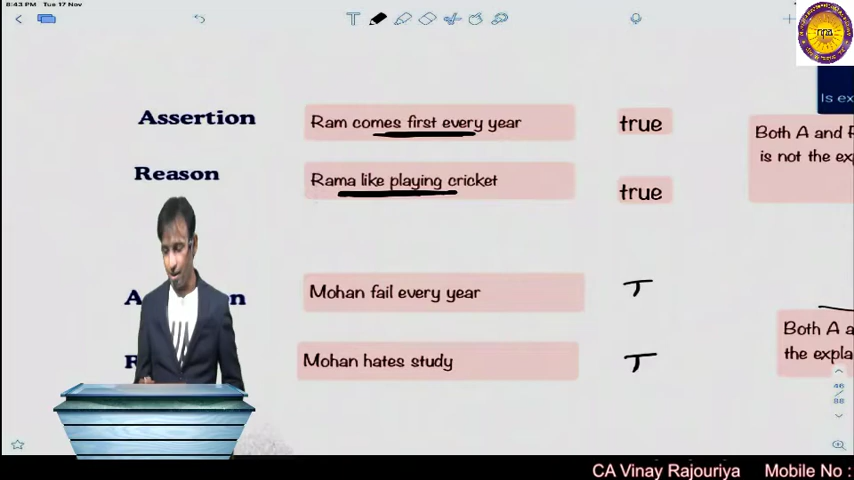 8:43 PM Tue 17 Nov
T
Assertion
Ram comes first every year
true
Is ex
Both A and
is not the ex
Reason
Rama like playing cricket
true
Mohan fail every year
T
Mohan hates study
T
Both A a
the expla
46
88
CA Vinay Rajouriya Mobile No :